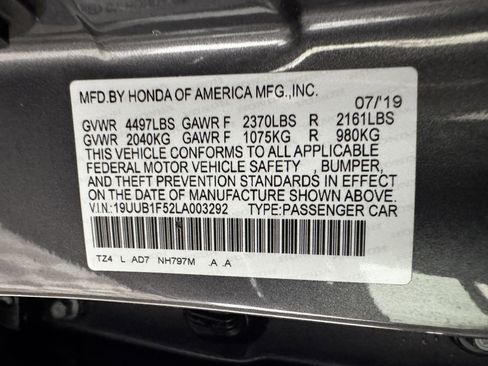 MFD.BY HONDA OF AMERICA MFG.,INC. 07/'19
GVWR 4497LBS GAWR F 2370LBS R 2161LBS
GVWR 2040KG GAWR F 1075KG R 980KG
THIS VEHICLE CONFORMS TO ALL APPLICABLE
FEDERAL MOTOR VEHICLE SAFETY , BUMPER,
AND THEFT PREVENTION STANDARDS IN EFFECT
ON THE DATE OF MANUFACTURE SHOWN ABOVE.
V.I.N:19UUB1F52LA003292 TYPE:PASSENGER CAR
TZ4 L AD7 NH797M .A .A